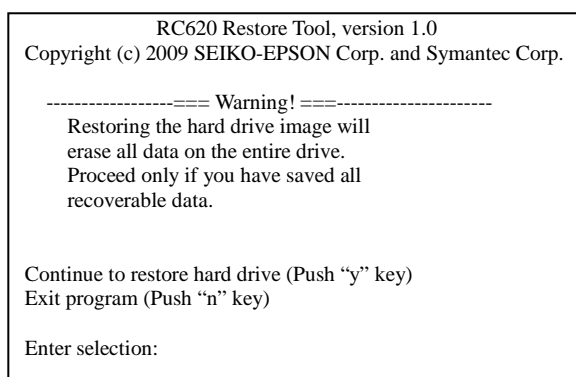 RC620 Restore Tool, version 1.0
Copyright (c) 2009 SEIKO-EPSON Corp. and Symantec Corp.
------------------=== Warning! ===----------------------
Restoring the hard drive image will
erase all data on the entire drive.
Proceed only if you have saved all
recoverable data.
Continue to restore hard drive (Push “y” key)
Exit program (Push “n” key)
Enter selection: